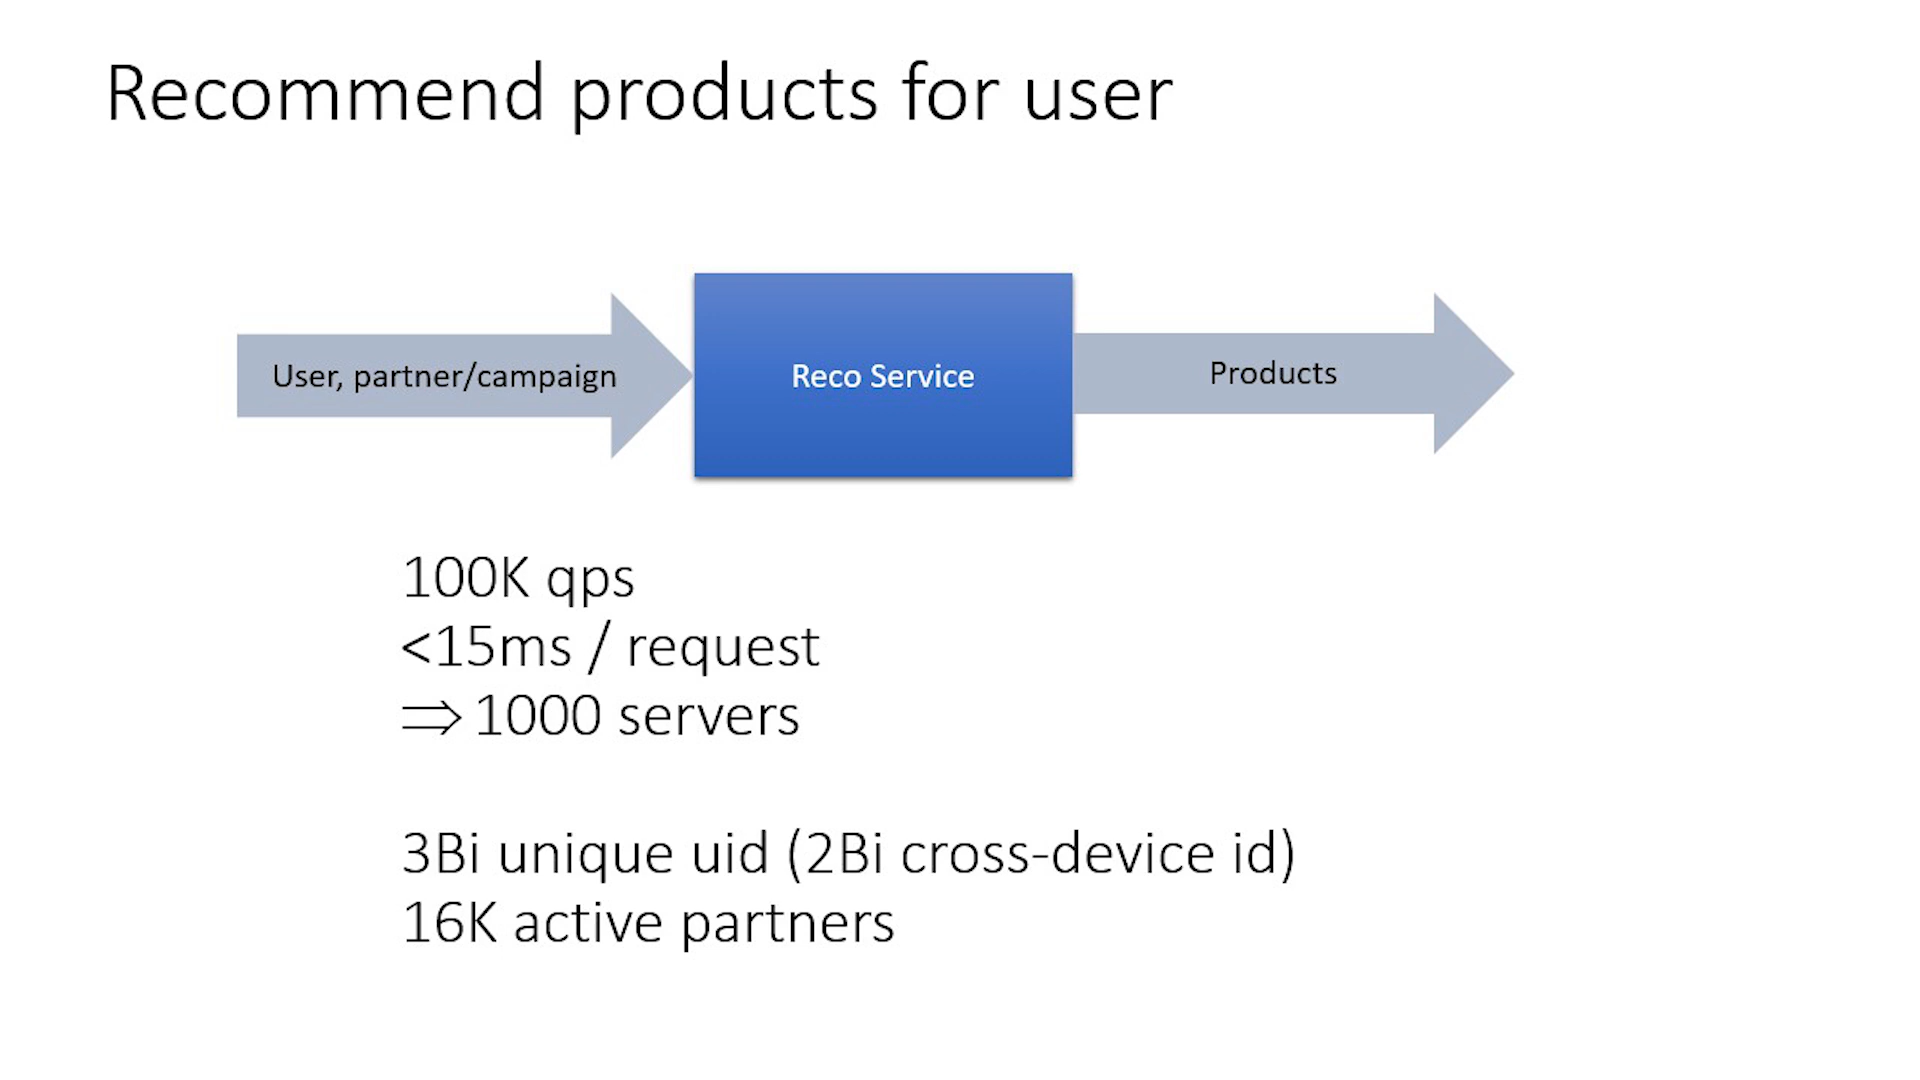 Recommend products for user
User, partner/campaign
Reco Service
Products
100K qps
<15ms / request
⇒ 1000 servers
3Bi unique uid (2Bi cross-device id)
16K active partners